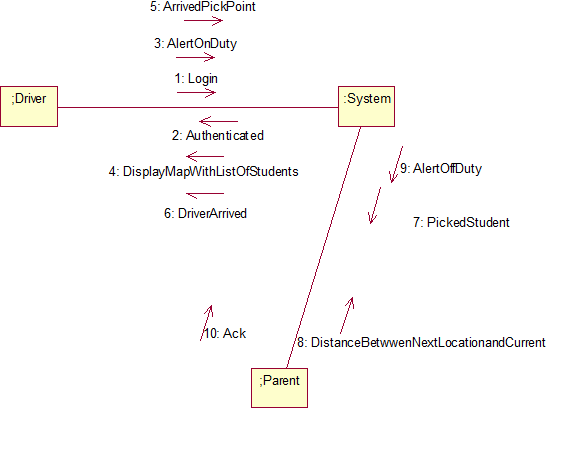 5: ArrivedPickPoint
3: AlertOnDuty
1: Login
;Driver
:System
2: Authenticated
4: DisplayMapWithListOfStudents
9: AlertOffDuty
6: DriverArrived
7: PickedStudent
10: Ack
8: DistanceBetwwenNextLocationandCurrent
;Parent